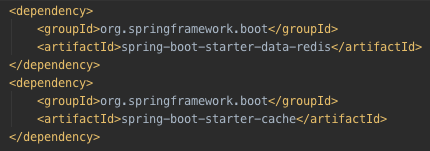 <dependency>
    <groupId>org.springframework.boot</groupId>
    <artifactId>spring-boot-starter-data-redis</artifactId>
</dependency>
<dependency>
    <groupId>org.springframework.boot</groupId>
    <artifactId>spring-boot-starter-cache</artifactId>
</dependency>